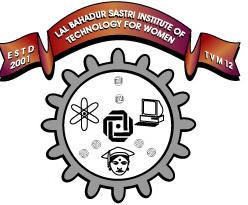 LAL BAHADUR SASTRI INSTITUTE OF
TECHNOLOGY FOR WOMEN
ESTD
2001
TVM 12